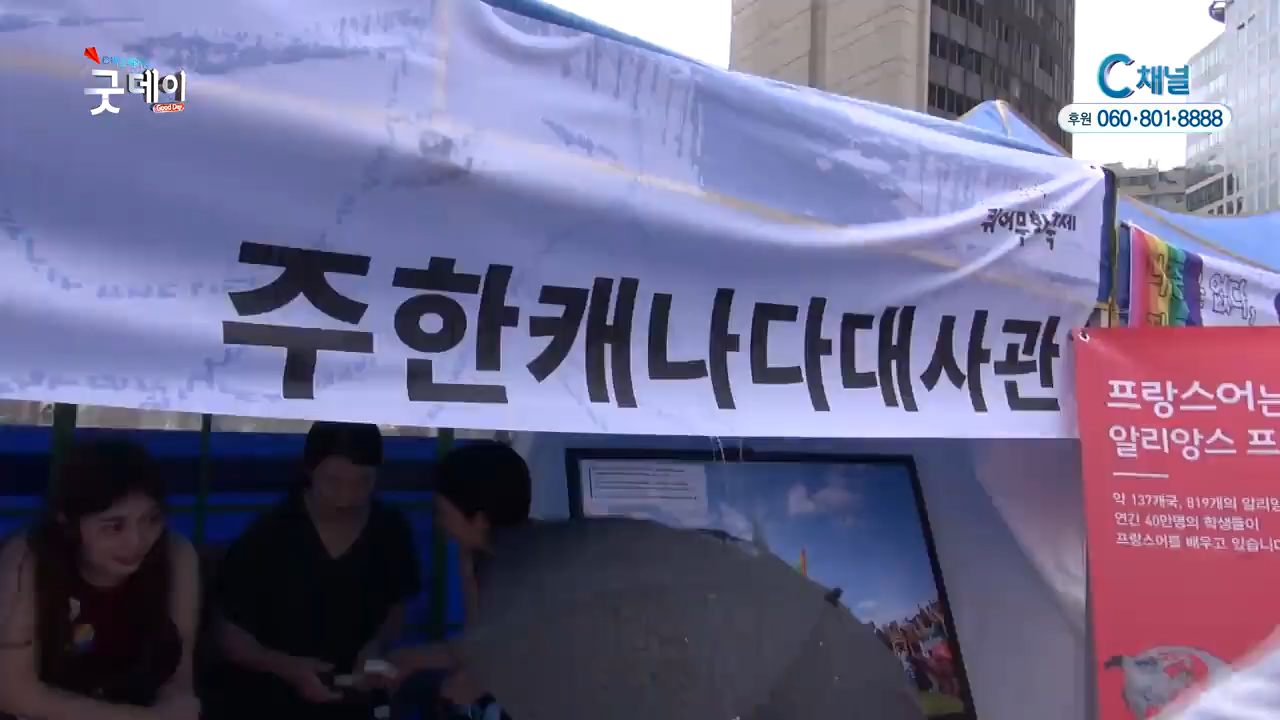 굿데이
Good Day
C채널
후원 060·801·8888
퀴어문화축제
주한캐나다대사관
없다,
프랑스어는
알리앙스 프
약 137개국, 819개의 알리앙
연간 40만명의 학생들이
프랑스어를 배우고 있습니다